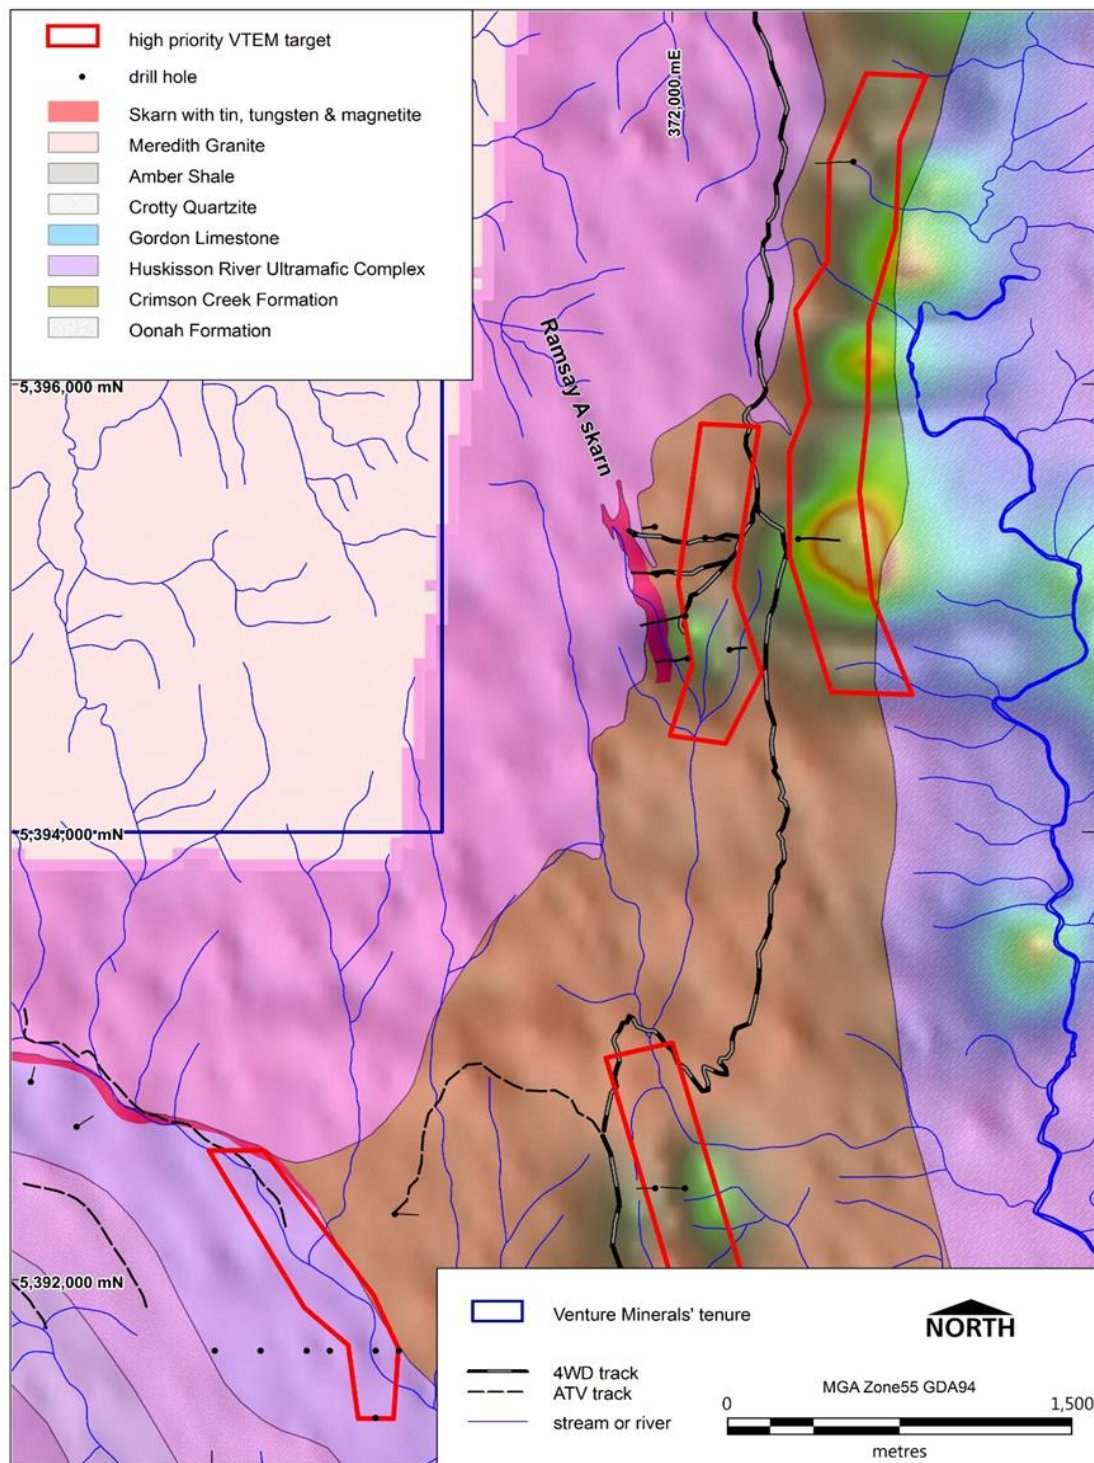 high priority VTEM target
drill hole
Skarn with tin, tungsten & magnetite
Meredith Granite
Amber Shale
Crotty Quartzite
Gordon Limestone
Huskisson River Ultramafic Complex
Crimson Creek Formation
Oonah Formation
372,000 mE
5,396,000 mN
Ramsay A skarn
5,394,000 mN
5,392,000 mN
Venture Minerals' tenure
4WD track
ATV track
stream or river
NORTH
MGA Zone55 GDA94
0 1,500
metres